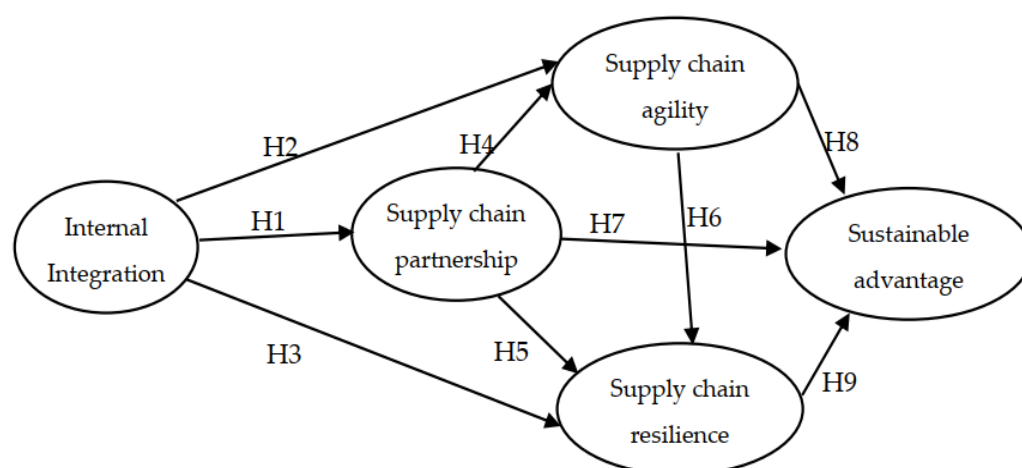 Supply chain
agility
H2
H4
H8
Internal
Integration
H1
Supply chain
partnership
H7
H6
Sustainable
advantage
H3
H5
Supply chain
resilience
H9